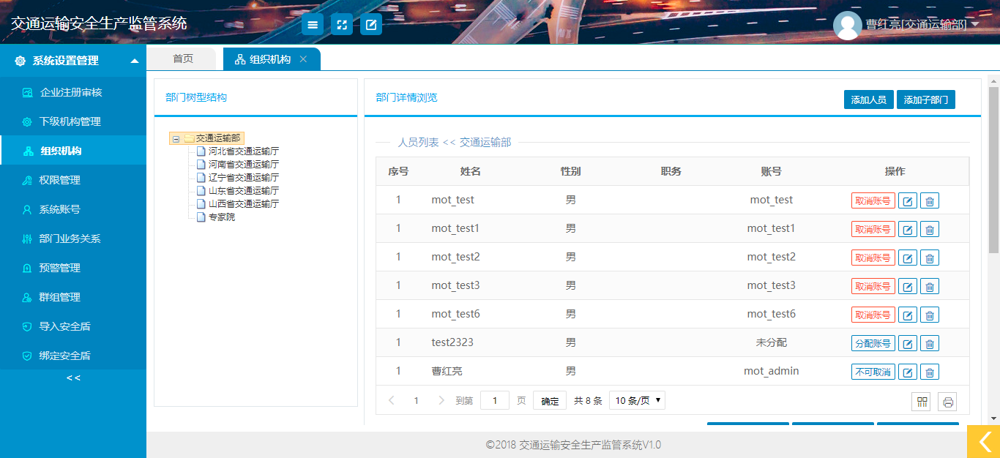 交通运输安全生产监管系统
曹红亮[交通运输部]
系统设置管理
企业注册审核
下级机构管理
组织机构
权限管理
系统账号
部门业务关系
预警管理
群组管理
导入安全盾
绑定安全盾
<<
首页
组织机构
部门树型结构
交通运输部
河北省交通运输厅
河南省交通运输厅
辽宁省交通运输厅
山东省交通运输厅
山西省交通运输厅
专家院
部门详情浏览
添加人员 添加子部门
人员列表 << 交通运输部
序号 姓名 性别 职务 账号 操作
1 mot_test 男 mot_test 取消账号
1 mot_test1 男 mot_test1 取消账号
1 mot_test2 男 mot_test2 取消账号
1 mot_test3 男 mot_test3 取消账号
1 mot_test6 男 mot_test6 取消账号
1 test2323 男 未分配 分配账号
1 曹红亮 男 mot_admin 不可取消
1 到第 1 页 确定 共 8 条 10 条/页
©2018 交通运输安全生产监管系统V1.0